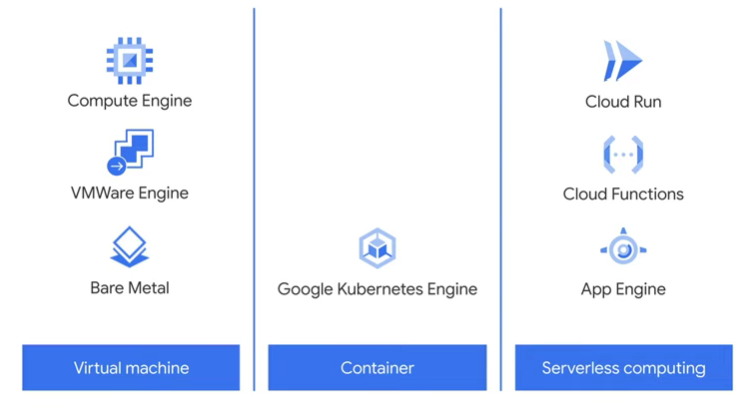 Compute Engine
VMWare Engine
Bare Metal
Virtual machine
Google Kubernetes Engine
Container
Cloud Run
Cloud Functions
App Engine
Serverless computing